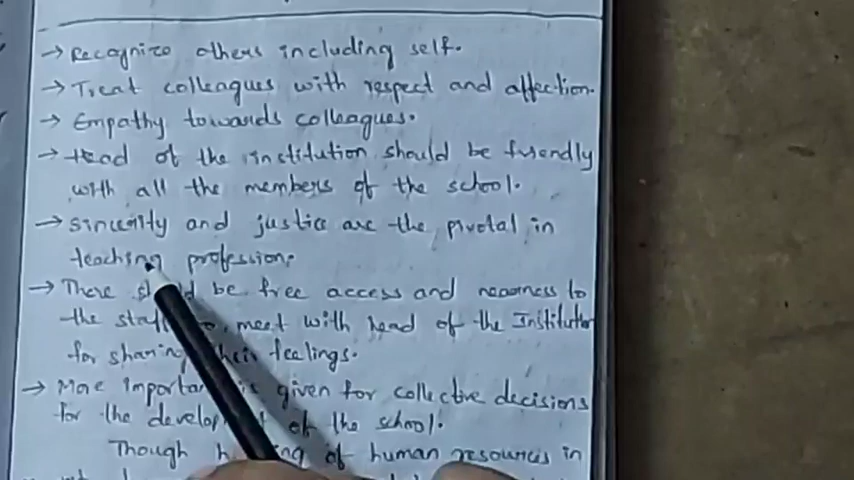 → Recognize others including self.
→ Treat colleagues with respect and affection.
→ Empathy towards colleagues.
→ Head of the institution should be friendly
with all the members of the school.
→ Sincerity and justice are the pivotal in
teaching profession.
→ There be free access and nearness to
the meet with head of the Institution
for sharing feelings.
→ More given for collective decisions
for the of the school.
Though of human resources in